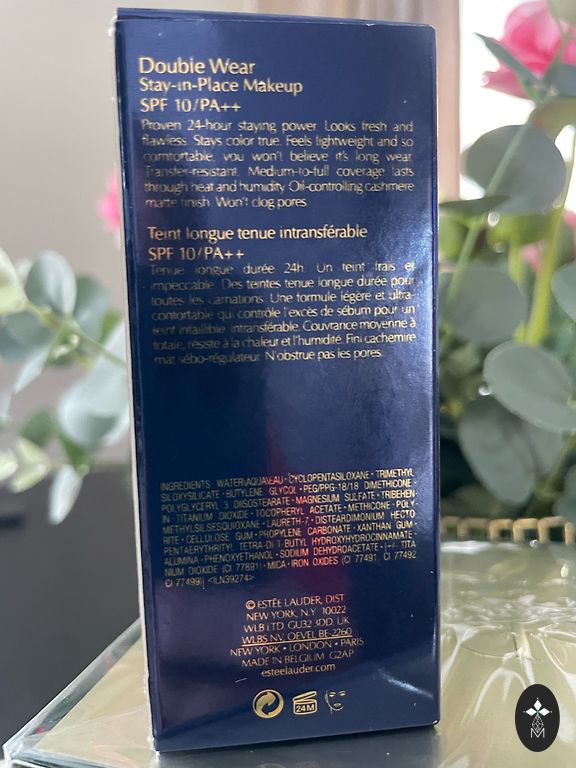 Double Wear
Stay-in-Place Makeup
SPF 10/PA++
Proven 24-hour staying power. Looks fresh and
flawless. Stays color true. Feels lightweight and so
comfortable, you won't believe it's long wear.
Transfer-resistant. Medium-to-full coverage lasts
through heat and humidity. Oil-controlling cashmere
matte finish. Won't clog pores.
Teint longue tenue intransférable
SPF 10/PA++
Tenue longue durée 24h. Un teint frais et
impeccable. Des teintes tenue longue durée pour
toutes les carnations. Une formule légère et ultra-
confortable qui contrôle l'excès de sébum pour un
teint infaillible, intransférable. Couvrance moyenne à
totale, résiste à la chaleur et l'humidité. Fini cachemire
mat sébo-régulateur. N'obstrue pas les pores.
INGREDIENTS: WATER\AQUA\EAU • CYCLOPENTASILOXANE • TRIMETHYL
SILOXYSILICATE • BUTYLENE GLYCOL • PEG/PPG-18/18 DIMETHICONE •
POLYGLYCERYL-3 DIISOSTEARATE • MAGNESIUM SULFATE • TRIBEHEN
IN • TITANIUM DIOXIDE • TOCOPHERYL ACETATE • METHICONE • POLY
METHYLSILSESQUIOXANE • LAURETH-7 • DISTEARDIMONIUM HECTO
RITE • CELLULOSE GUM • PROPYLENE CARBONATE • XANTHAN GUM •
PENTAERYTHRITYL TETRA-DI-T-BUTYL HYDROXYHYDROCINNAMATE •
ALUMINA • PHENOXYETHANOL • SODIUM DEHYDROACETATE • [+/- TITA
NIUM DIOXIDE (CI 77891) • MICA • IRON OXIDES (CI 77491, CI 77492
CI 77499)] <ILN39274>
© ESTÉE LAUDER, DIST.
NEW YORK, N.Y. 10022
WLB LTD. GU32 3DD, UK
WLBS NV, OEVEL BE-2260
NEW YORK • LONDON • PARIS
MADE IN BELGIUM G2AP
esteelauder.com
24M